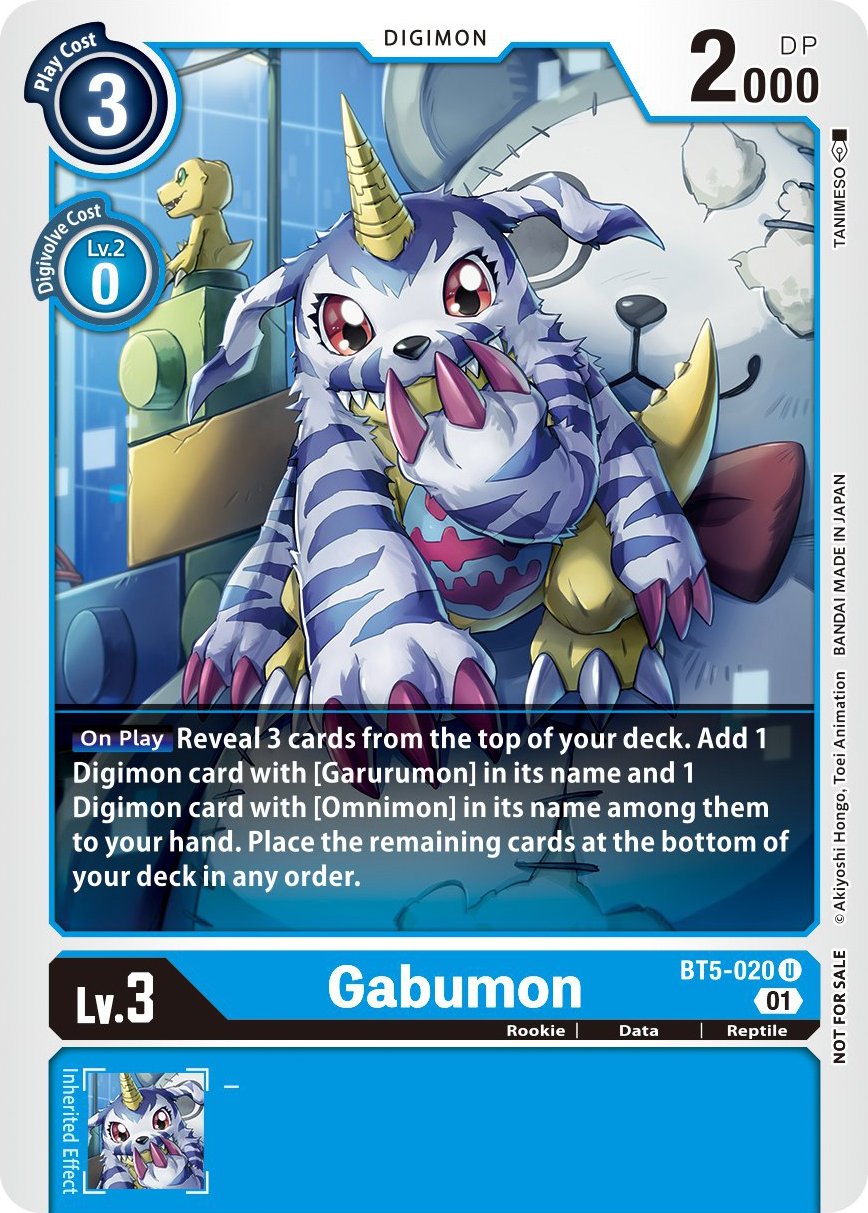 DIGIMON
Play Cost
3
2000
DP
Digivolve Cost
Lv.2
0
TANIMESO
On Play Reveal 3 cards from the top of your deck. Add 1
Digimon card with [Garurumon] in its name and 1
Digimon card with [Omnimon] in its name among them
to your hand. Place the remaining cards at the bottom of
your deck in any order.
©Akiyoshi Hongo, Toei Animation BANDAI MADE IN JAPAN
NOT FOR SALE
Lv.3
Gabumon
BT5-020 U
01
Rookie | Data | Reptile
Inherited Effect
–